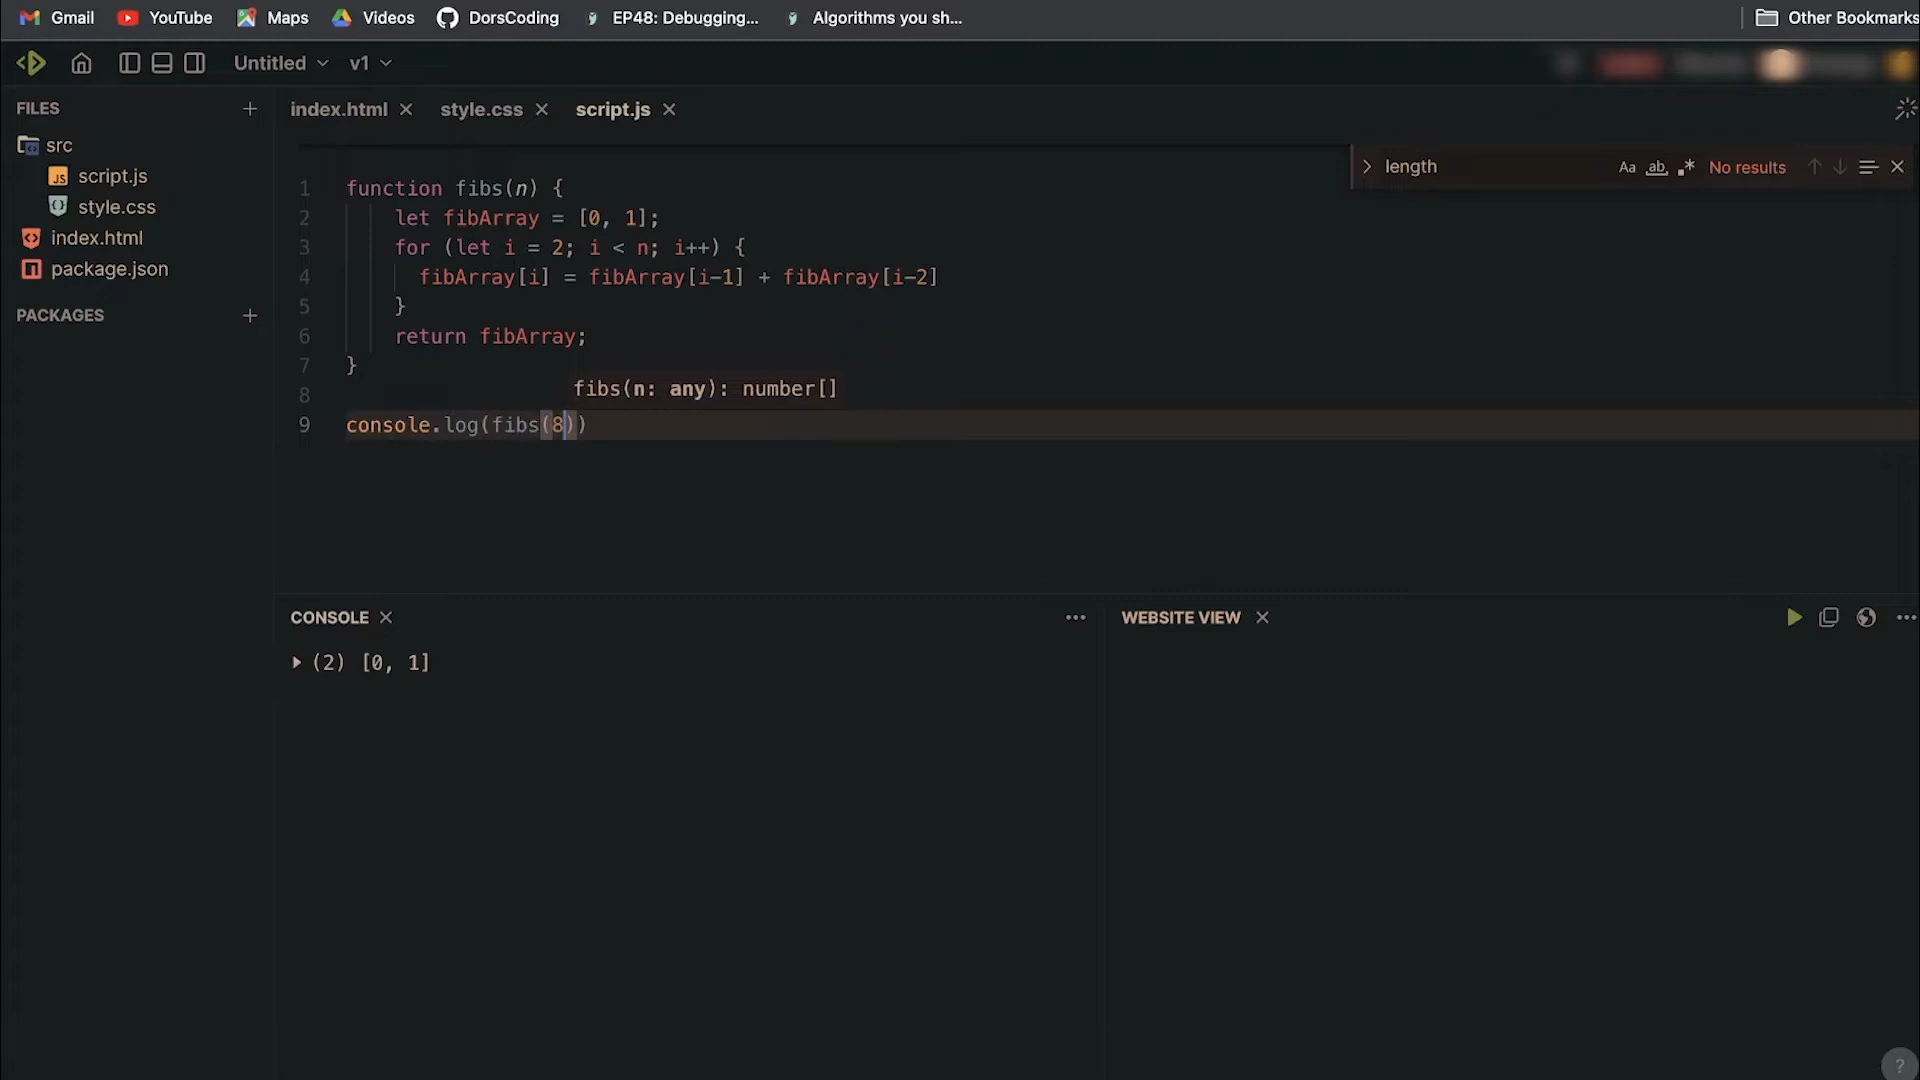 Gmail YouTube Maps Videos DorsCoding EP48: Debugging... Algorithms you sh... Other Bookmarks
Untitled v1
FILES
src
script.js
style.css
index.html
package.json
PACKAGES
index.html style.css script.js
length Aa ab No results
1 function fibs(n) {
2 let fibArray = [0, 1];
3 for (let i = 2; i < n; i++) {
4 fibArray[i] = fibArray[i-1] + fibArray[i-2]
5 }
6 return fibArray;
7 }
fibs(n: any): number[]
8
9 console.log(fibs(8))
CONSOLE
(2) [0, 1]
WEBSITE VIEW
?